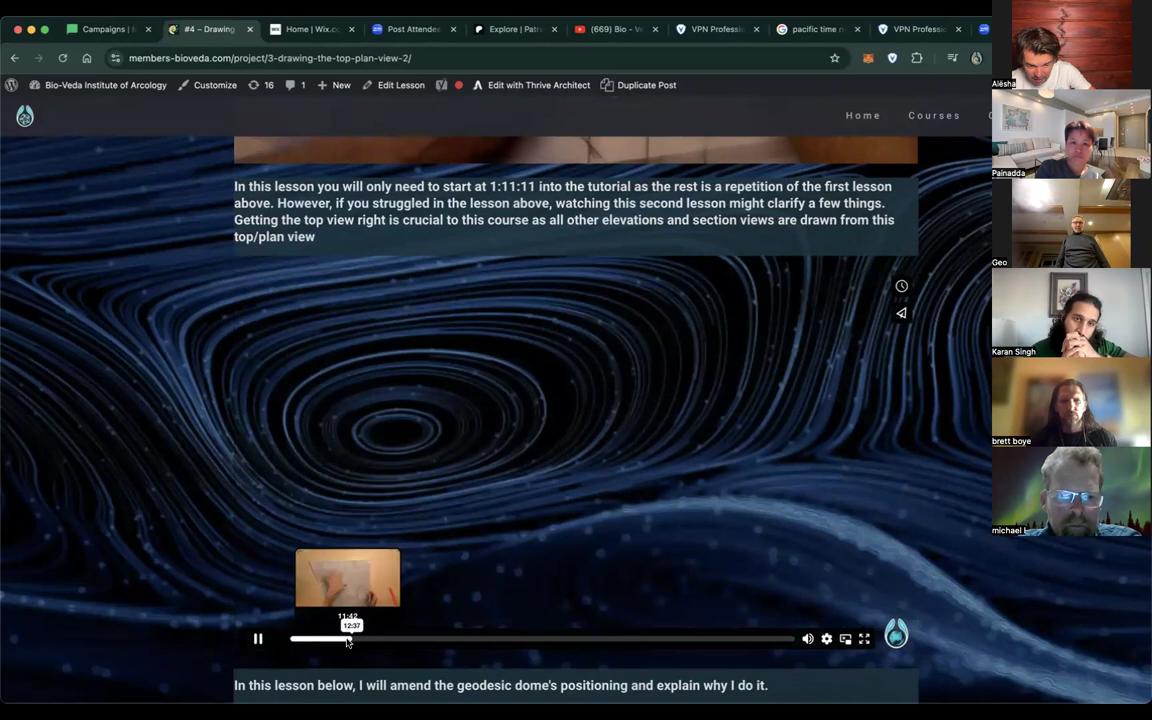 Campaigns |
#4 – Drawing
Home | Wix.c
Post Attende
Explore | Patr
(669) Bio - V
VPN Professi
pacific time n
VPN Profess
members-bioveda.com/project/3-drawing-the-top-plan-view-2/
Bio-Veda Institute of Arcology
Customize
16
1
New
Edit Lesson
Edit with Thrive Architect
Duplicate Post
Home
Courses
In this lesson you will only need to start at 1:11:11 into the tutorial as the rest is a repetition of the first lesson
above. However, if you struggled in the lesson above, watching this second lesson might clarify a few things.
Getting the top view right is crucial to this course as all other elevations and section views are drawn from this
top/plan view
11:42
12:37
In this lesson below, I will amend the geodesic dome's positioning and explain why I do it.
Alësha
Painadda
Geo
Karan Singh
brett boye
michael